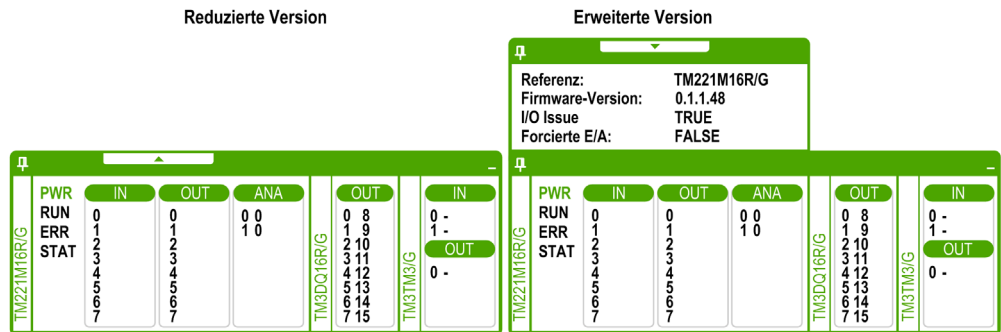 Reduzierte Version
Erweiterte Version
Referenz: TM221M16R/G
Firmware-Version: 0.1.1.48
I/O Issue TRUE
Forcierte E/A: FALSE
TM221M16R/G
PWR
RUN
ERR
STAT
IN
0
1
2
3
4
5
6
7
OUT
0
1
2
3
4
5
6
7
ANA
0 0
1 0
TM3DQ16R/G
OUT
0 8
1 9
2 10
3 11
4 12
5 13
6 14
7 15
TM3TM3/G
IN
0 -
1 -
OUT
0 -
TM221M16R/G
PWR
RUN
ERR
STAT
IN
0
1
2
3
4
5
6
7
OUT
0
1
2
3
4
5
6
7
ANA
0 0
1 0
TM3DQ16R/G
OUT
0 8
1 9
2 10
3 11
4 12
5 13
6 14
7 15
TM3TM3/G
IN
0 -
1 -
OUT
0 -